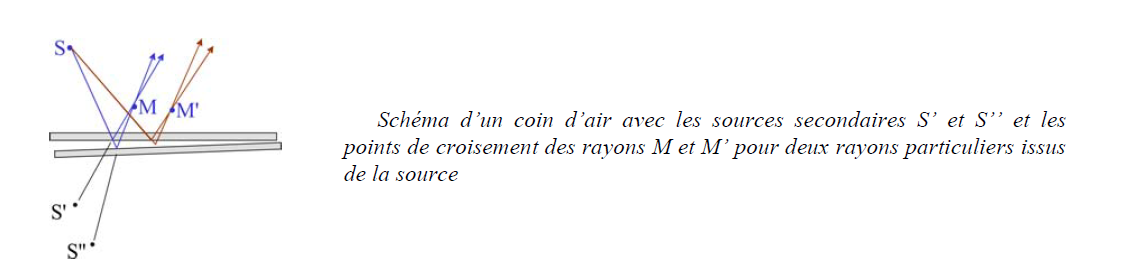 S
M
M'
S'
S"
Schéma d'un coin d'air avec les sources secondaires S' et S'' et les
points de croisement des rayons M et M' pour deux rayons particuliers issus
de la source